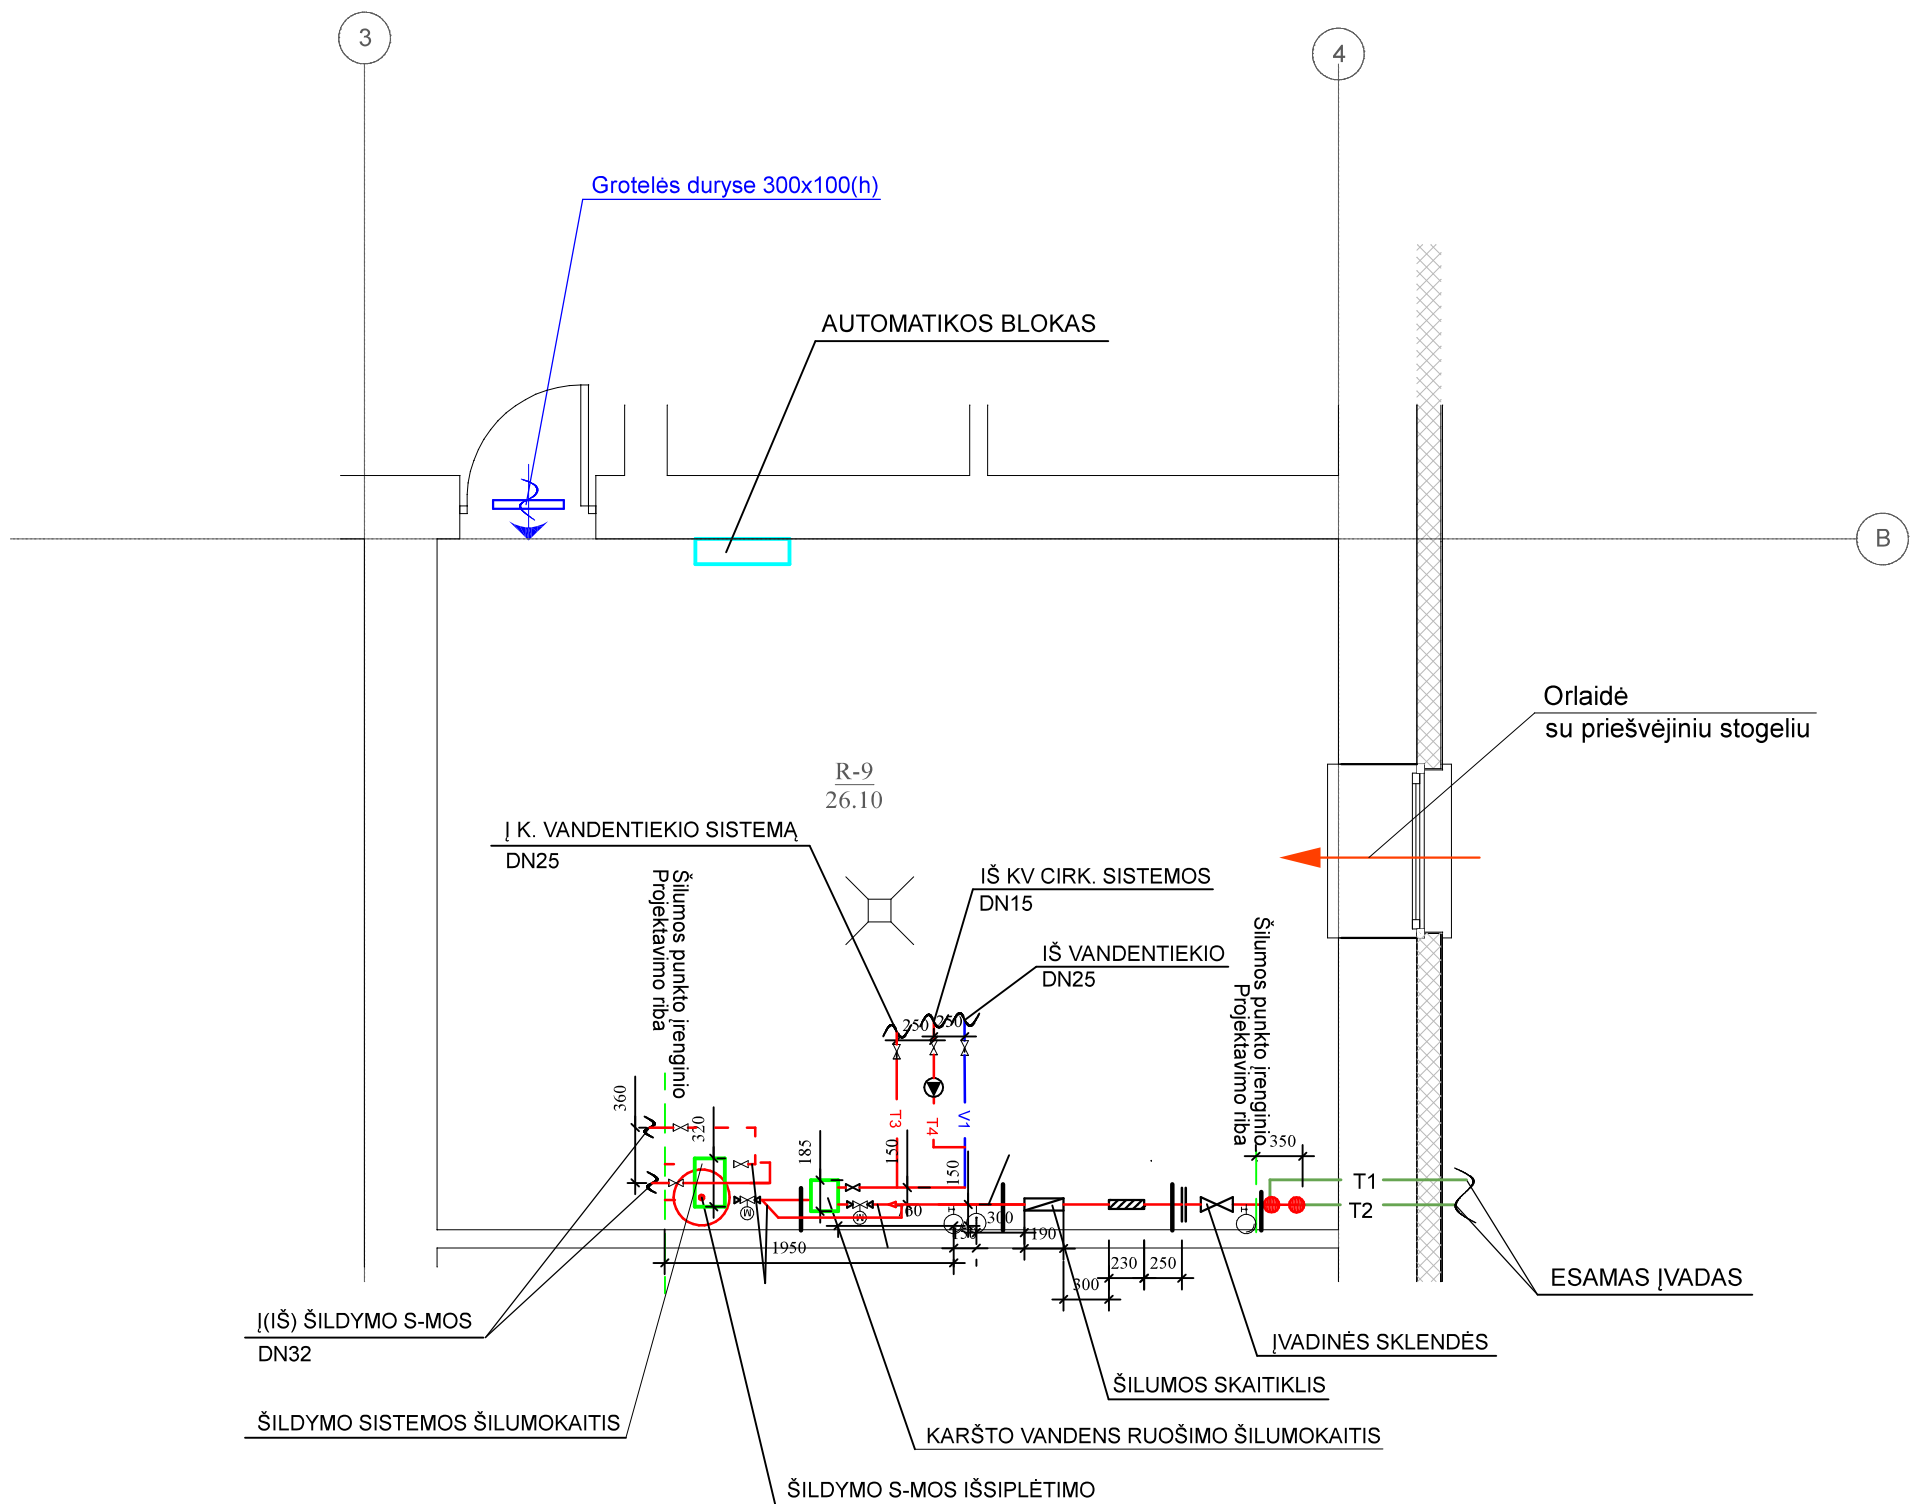 3
4
Grotelės duryse 300x100(h)
AUTOMATIKOS BLOKAS
B
Orlaidė
su priešvėjiniu stogeliu
R-9
26.10
Į K. VANDENTIEKIO SISTEMĄ
DN25
IŠ KV CIRK. SISTEMOS
DN15
IŠ VANDENTIEKIO
DN25
Šilumos punkto įrenginio
Projektavimo riba
Šilumos punkto įrenginio
Projektavimo riba
250
250
360
320
185
T3
T4
V1
150
150
350
T1
T2
M
M
60
150
300
190
1950
230
250
300
ESAMAS ĮVADAS
Į(IŠ) ŠILDYMO S-MOS
DN32
ĮVADINĖS SKLENDĖS
ŠILUMOS SKAITIKLIS
ŠILDYMO SISTEMOS ŠILUMOKAITIS
KARŠTO VANDENS RUOŠIMO ŠILUMOKAITIS
ŠILDYMO S-MOS IŠSIPLĖTIMO